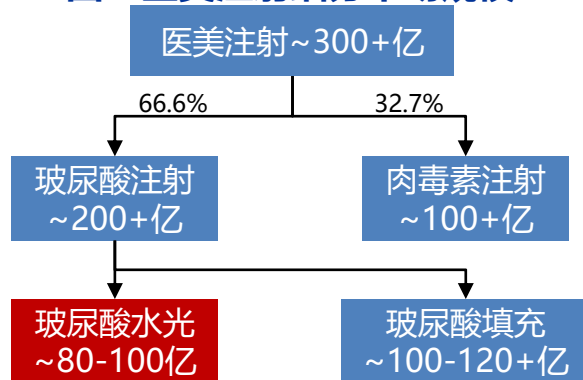 医美注射~300+亿
66.6%
32.7%
玻尿酸注射
~200+亿
肉毒素注射
~100+亿
玻尿酸水光
~80-100亿
玻尿酸填充
~100-120+亿